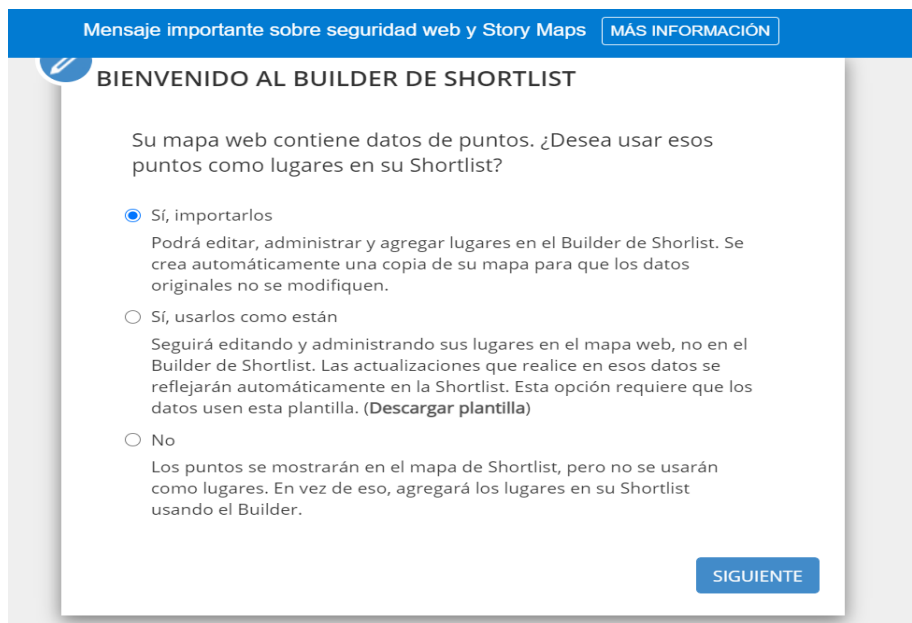 Mensaje importante sobre seguridad web y Story Maps MÁS INFORMACIÓN
BIENVENIDO AL BUILDER DE SHORTLIST
Su mapa web contiene datos de puntos. ¿Desea usar esos
puntos como lugares en su Shortlist?
Sí, importarlos
Podrá editar, administrar y agregar lugares en el Builder de Shorlist. Se
crea automáticamente una copia de su mapa para que los datos
originales no se modifiquen.
Sí, usarlos como están
Seguirá editando y administrando sus lugares en el mapa web, no en el
Builder de Shortlist. Las actualizaciones que realice en esos datos se
reflejarán automáticamente en la Shortlist. Esta opción requiere que los
datos usen esta plantilla. (Descargar plantilla)
No
Los puntos se mostrarán en el mapa de Shortlist, pero no se usarán
como lugares. En vez de eso, agregará los lugares en su Shortlist
usando el Builder.
SIGUIENTE